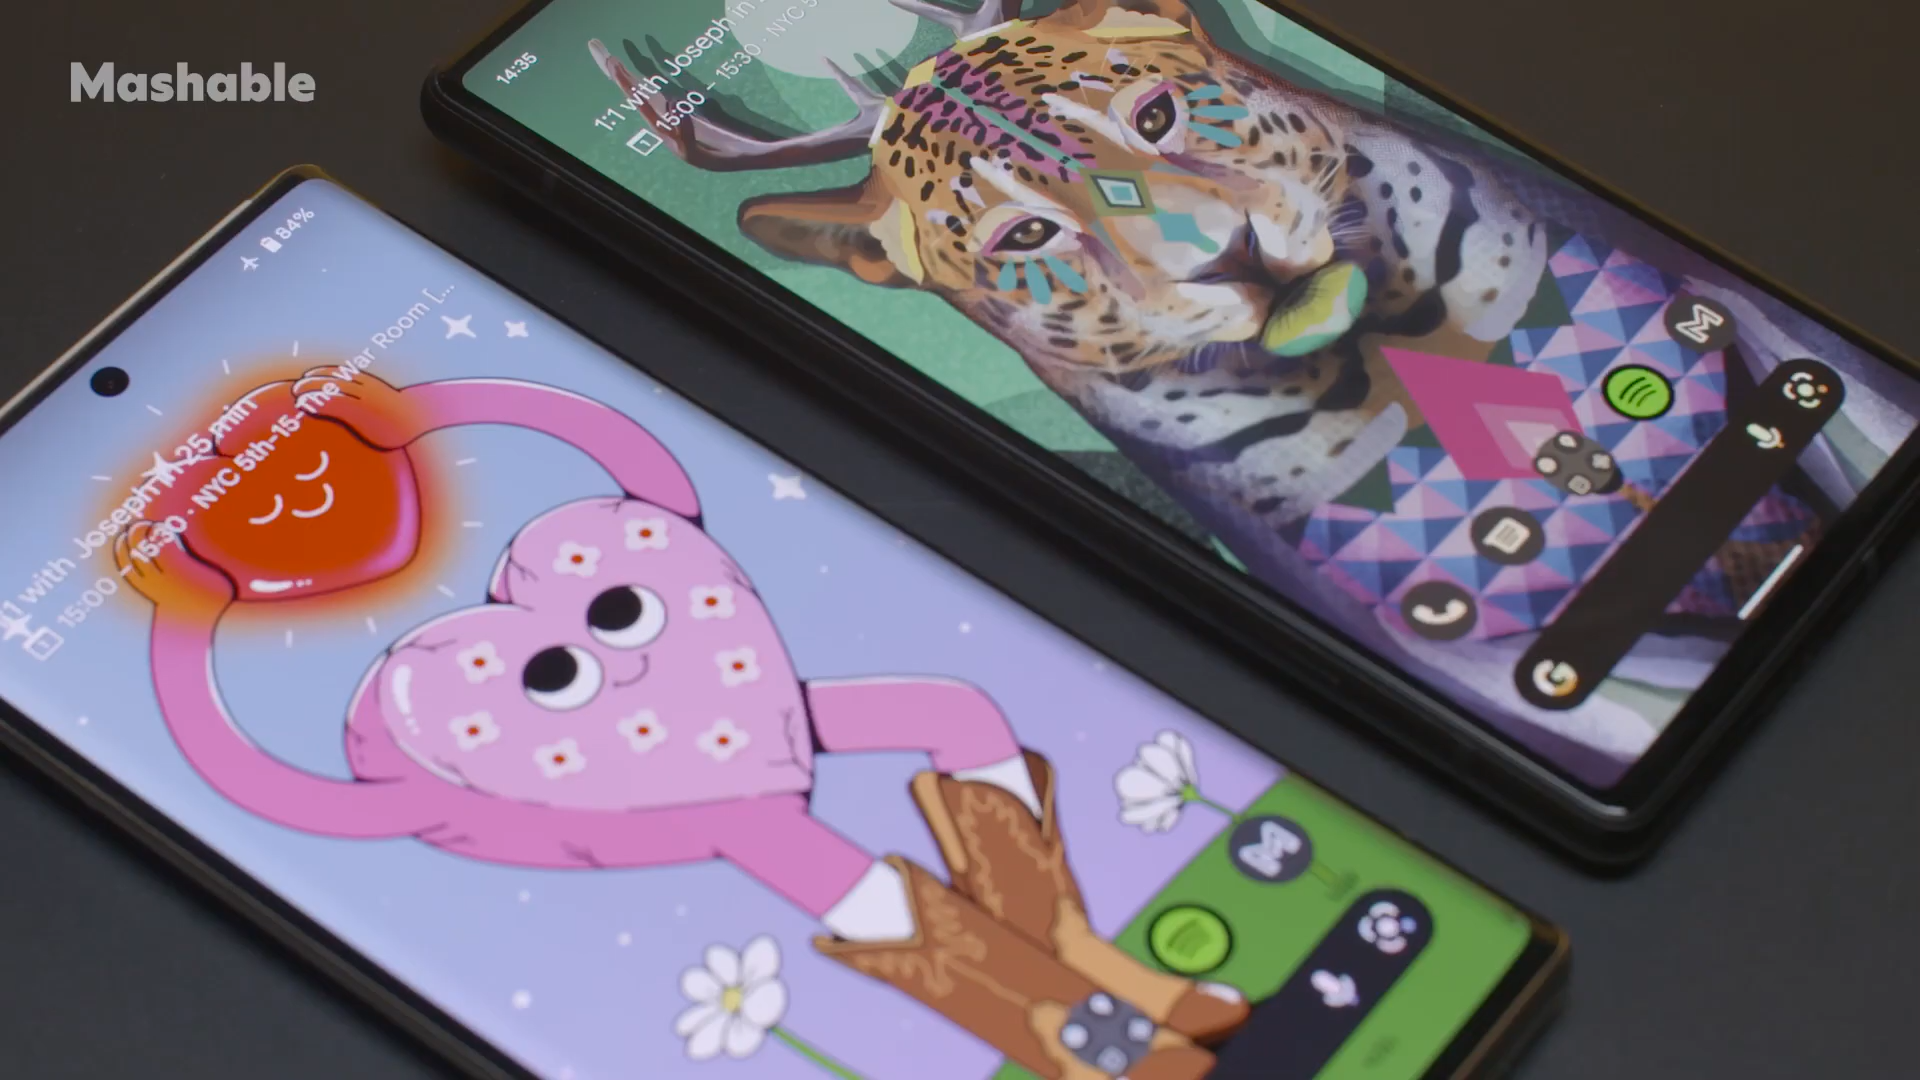 Mashable
14:35
1:1 with Joseph in
15:00 – 15:30 · NYC 5
84%
1:1 with Joseph in 25 min
15:00 – 15:30 · NYC 5th-15-The War Room [...